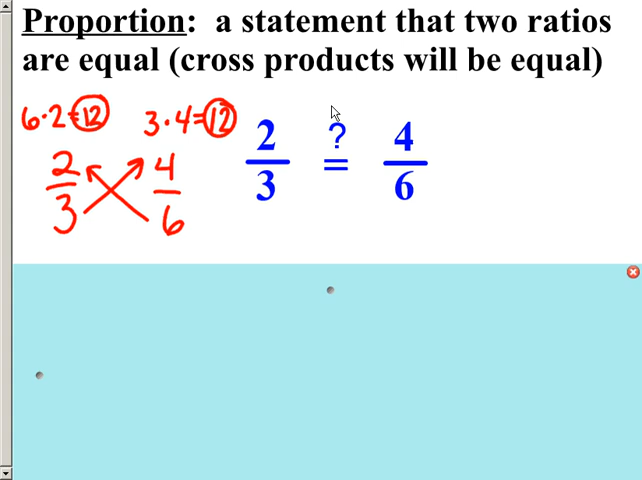 Proportion: a statement that two ratios
are equal (cross products will be equal)
6·2=12 3·4=12
2/3 4/6
2/3 ?= 4/6